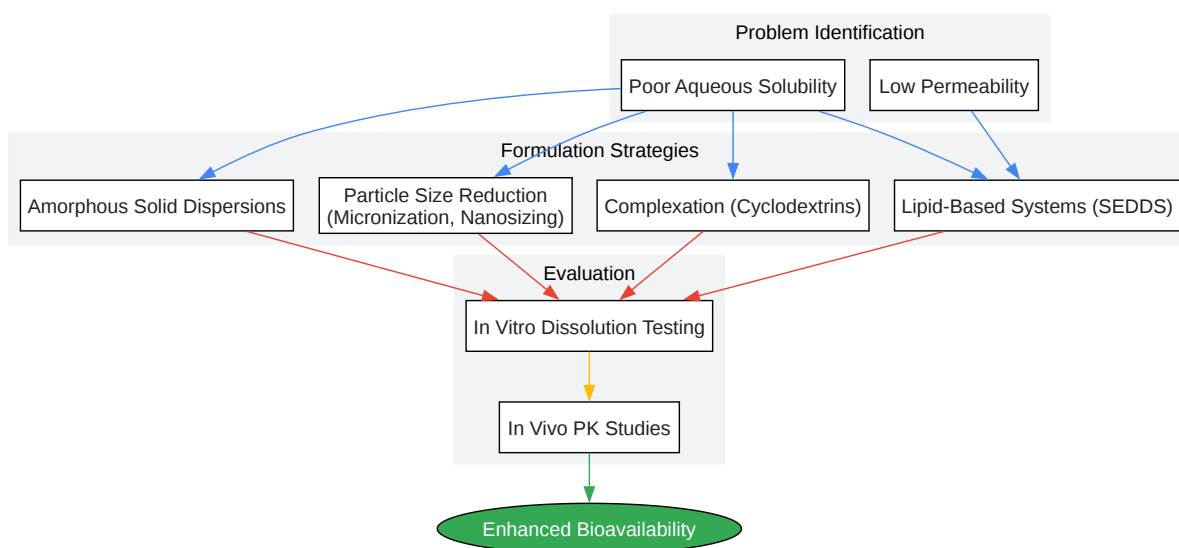 Problem Identification
Poor Aqueous Solubility
Low Permeability
Formulation Strategies
Amorphous Solid Dispersions
Particle Size Reduction
(Micronization, Nanosizing)
Complexation (Cyclodextrins)
Lipid-Based Systems (SEDDS)
Evaluation
In Vitro Dissolution Testing
In Vivo PK Studies
Enhanced Bioavailability